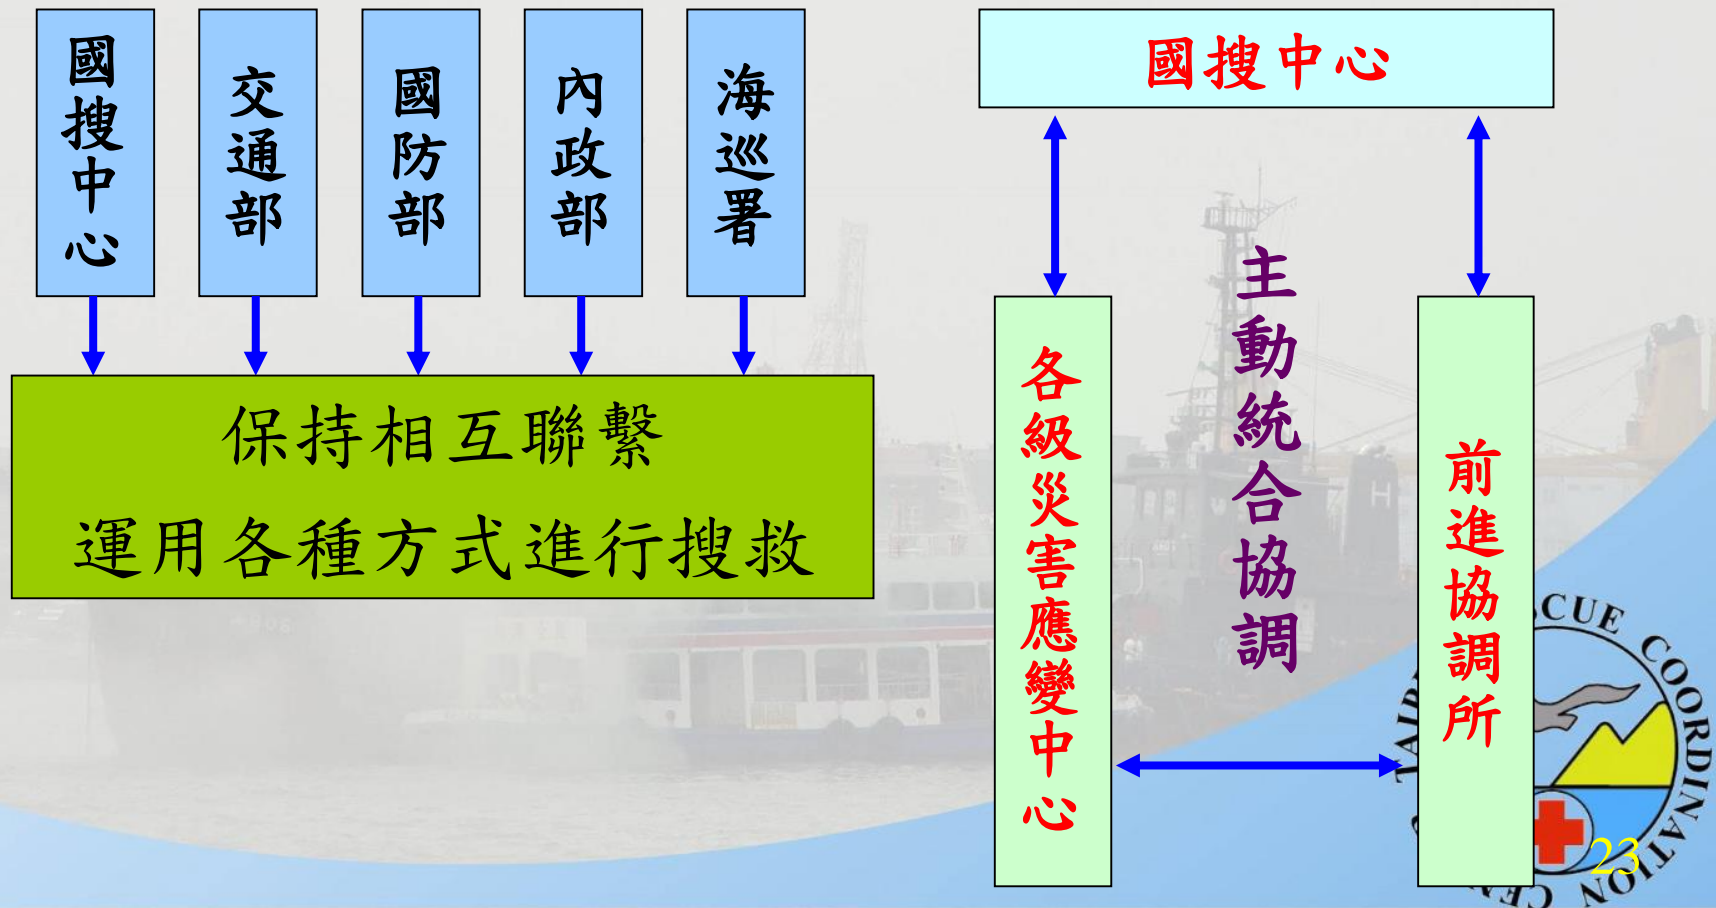 國搜中心
交通部
國防部
內政部
海巡署
保持相互聯繫
運用各種方式進行搜救
國搜中心
各級災害應變中心
主動統合協調
前進協調所
COORDINATION
23